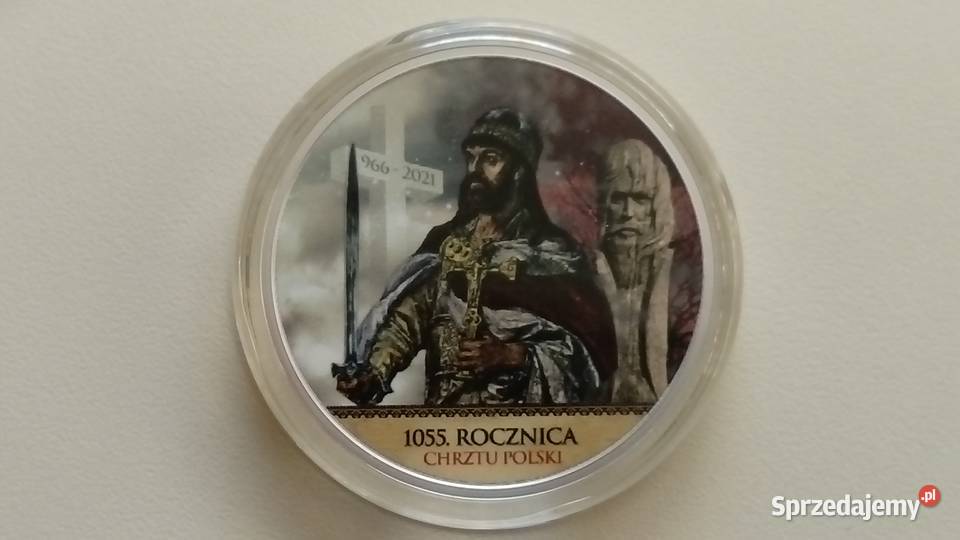 966 - 2021
1055. ROCZNICA
CHRZTU POLSKI
Sprzedajemy.pl